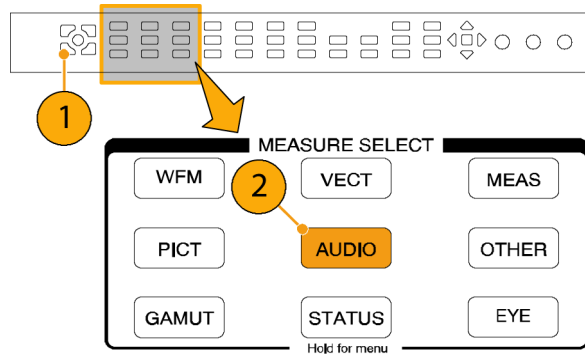 1
MEASURE SELECT
WFM
2
VECT
MEAS
PICT
AUDIO
OTHER
GAMUT
STATUS
EYE
Hold for menu